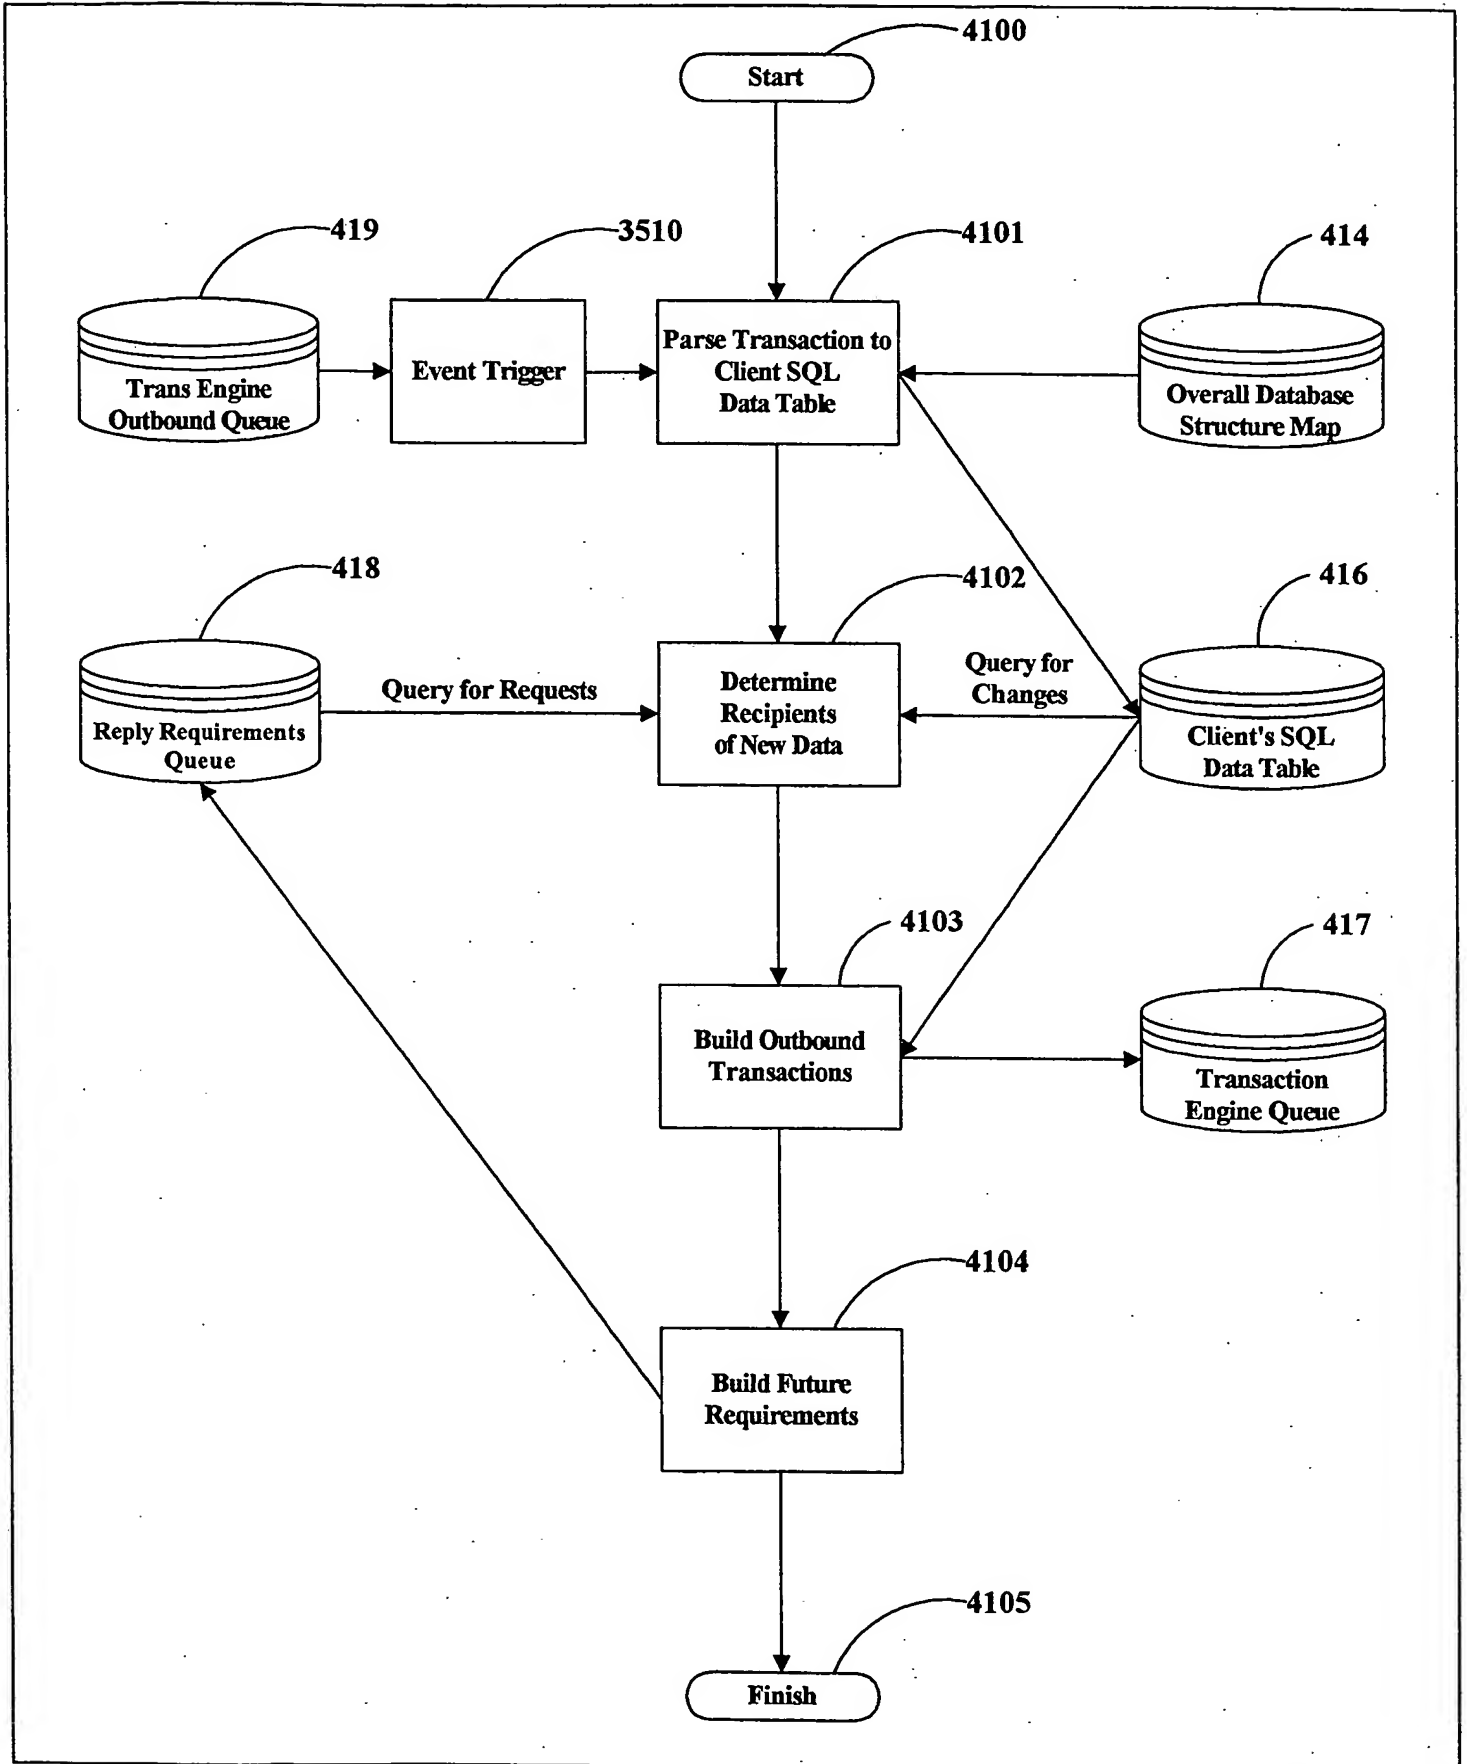 4100
Start
419
3510
4101
414
Trans Engine
Outbound Queue
Event Trigger
Parse Transaction to
Client SQL
Data Table
Overall Database
Structure Map
418
4102
416
Query for Requests
Reply Requirements
Queue
Determine
Recipients
of New Data
Query for
Changes
Client's SQL
Data Table
4103
417
Build Outbound
Transactions
Transaction
Engine Queue
4104
Build Future
Requirements
4105
Finish